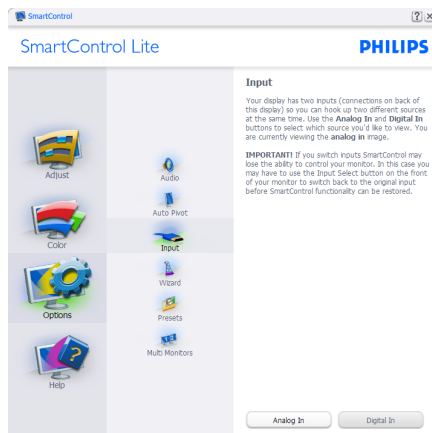 SmartControl
SmartControl Lite
PHILIPS
Adjust
Color
Options
Help
Audio
Auto Pivot
Input
Wizard
Presets
Multi Monitors
Input
Your display has two inputs (connections on back of
this display) so you can hook up two different sources
at the same time. Use the Analog In and Digital In
buttons to select which source you'd like to view. You
are currently viewing the analog in image.
IMPORTANT! If you switch inputs SmartControl may
lose the ability to control your monitor. In this case you
may have to use the Input Select button on the front
of your monitor to switch back to the original input
before SmartControl functionality can be restored.
Analog In
Digital In